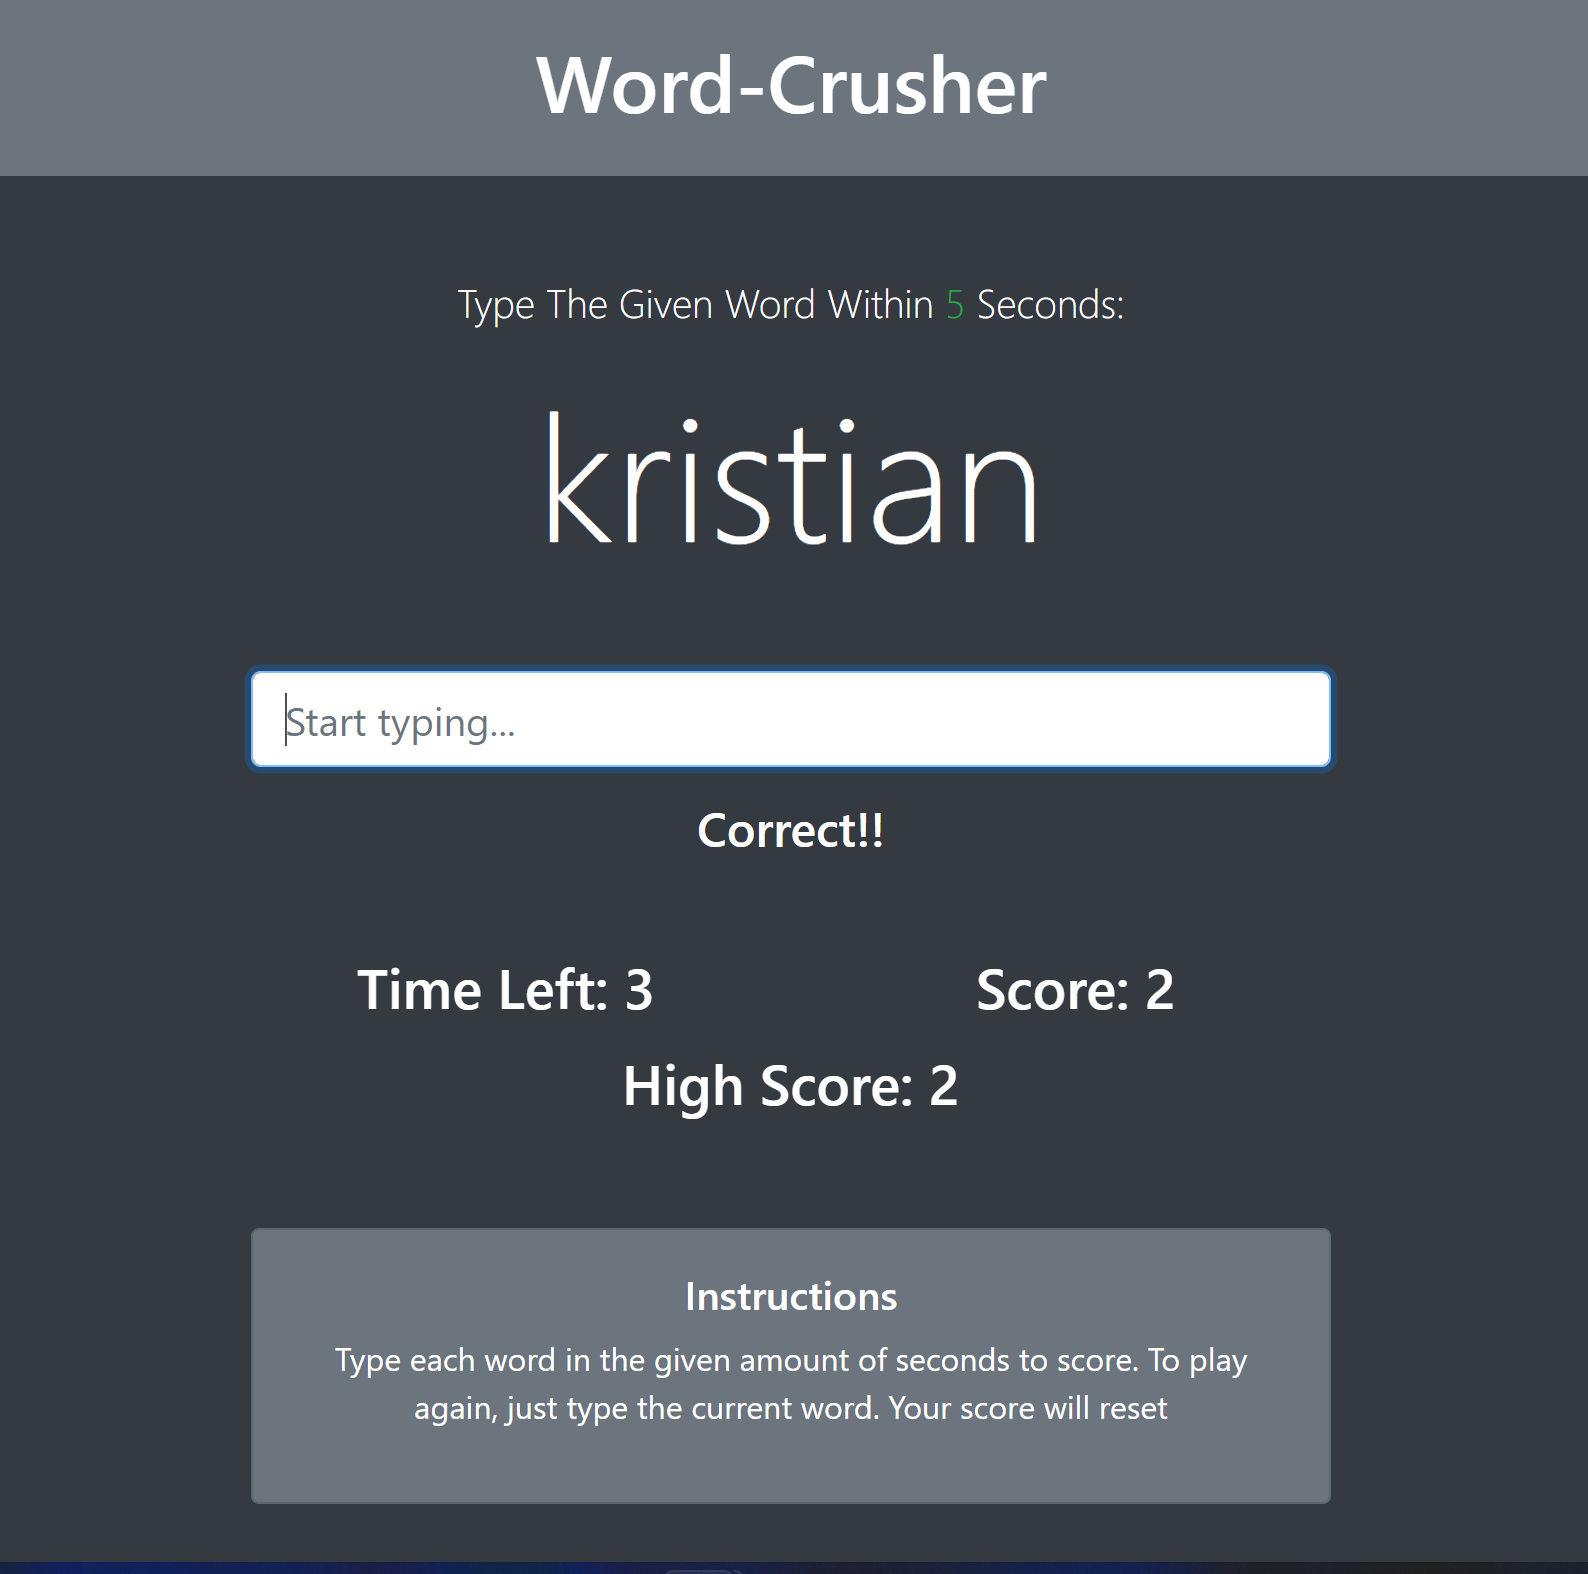 Word-Crusher
Type The Given Word Within 5 Seconds:
kristian
Start typing...
Correct!!
Time Left: 3
Score: 2
High Score: 2
Instructions
Type each word in the given amount of seconds to score. To play
again, just type the current word. Your score will reset